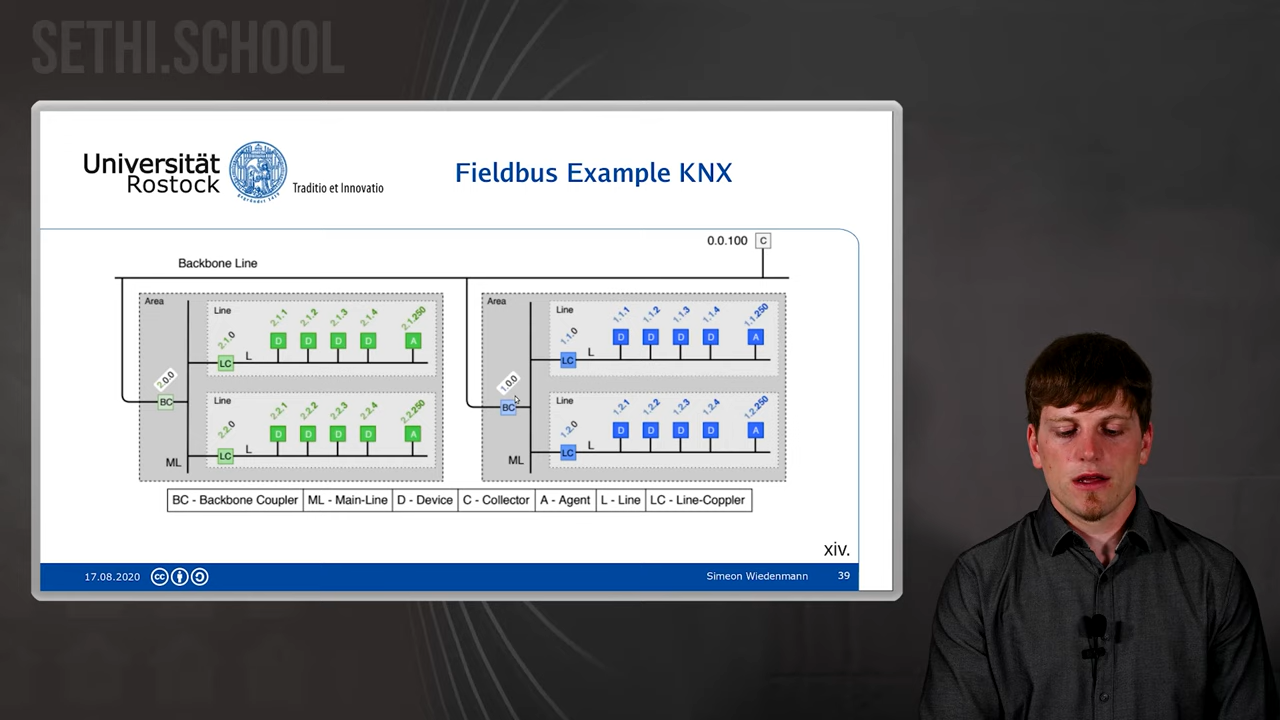 SETHI.SCHOOL
Universität
Rostock
Traditio et Innovatio
Fieldbus Example KNX
0.0.100 C
Backbone Line
Area
Line
2.1.0
2.1.1
2.1.2
2.1.3
2.1.4
2.1.250
D D D D A
LC L
2.0.0
BC
Line
2.2.0
2.2.1
2.2.2
2.2.3
2.2.4
2.2.250
D D D D A
LC L
ML
Area
Line
1.1.0
1.1.1
1.1.2
1.1.3
1.1.4
1.1.250
D D D D A
LC L
1.0.0
BC
Line
1.2.0
1.2.1
1.2.2
1.2.3
1.2.4
1.2.250
D D D D A
LC L
ML
BC - Backbone Coupler ML - Main-Line D - Device C - Collector A - Agent L - Line LC - Line-Coppler
xiv.
17.08.2020 cc Simeon Wiedenmann 39